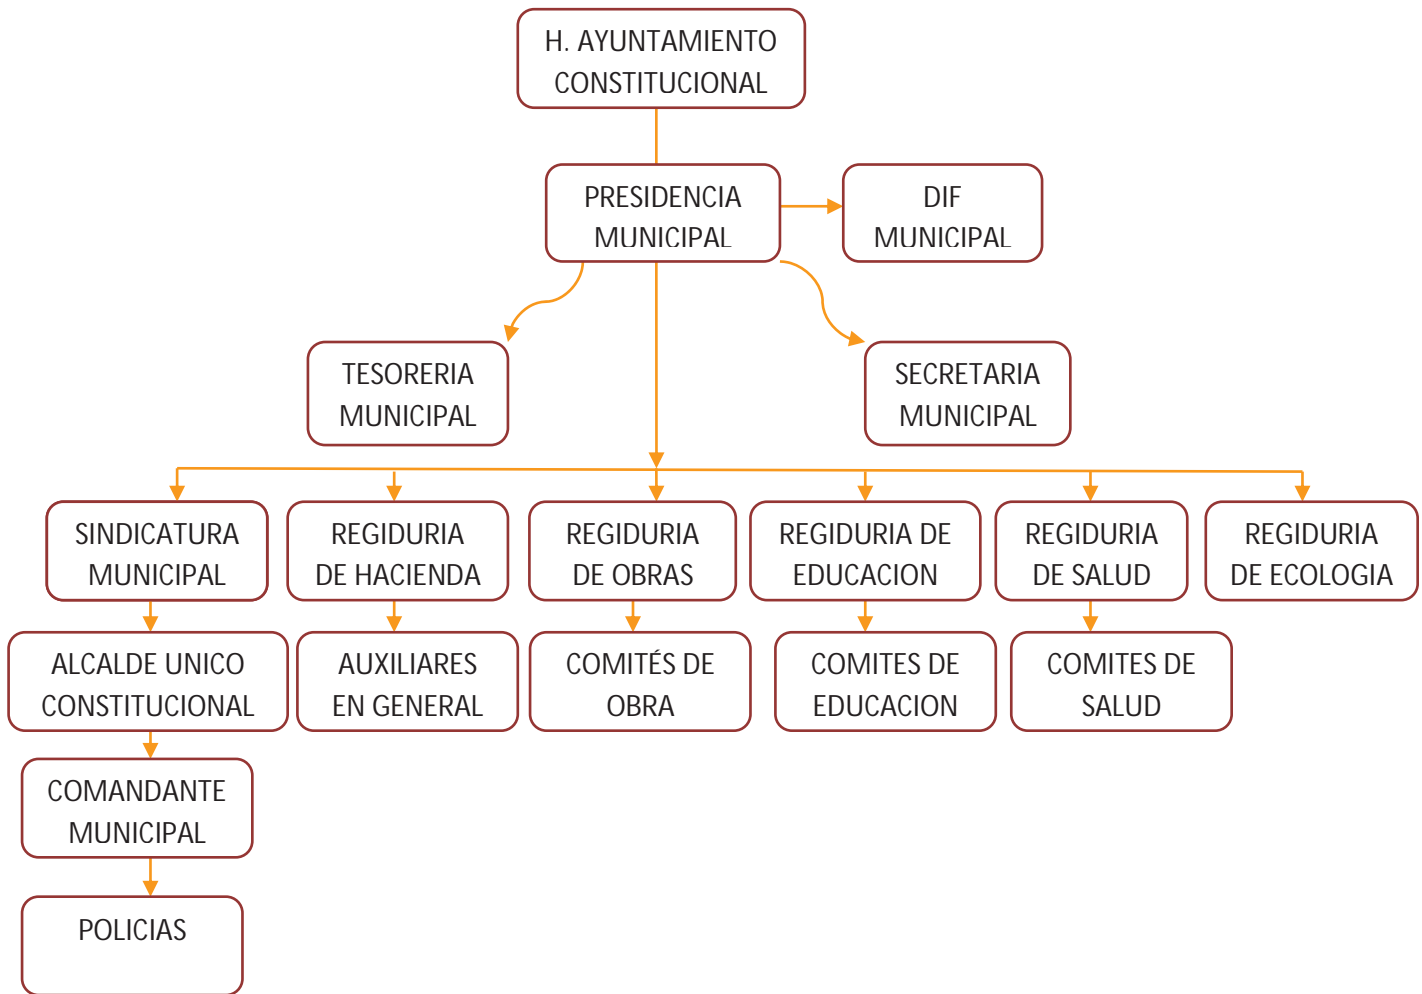 H. AYUNTAMIENTO
CONSTITUCIONAL
PRESIDENCIA
MUNICIPAL
DIF
MUNICIPAL
TESORERIA
MUNICIPAL
SECRETARIA
MUNICIPAL
SINDICATURA
MUNICIPAL
REGIDURIA
DE HACIENDA
REGIDURIA
DE OBRAS
REGIDURIA DE
EDUCACION
REGIDURIA
DE SALUD
REGIDURIA
DE ECOLOGIA
ALCALDE UNICO
CONSTITUCIONAL
AUXILIARES
EN GENERAL
COMITÉS DE
OBRA
COMITES DE
EDUCACION
COMITES DE
SALUD
COMANDANTE
MUNICIPAL
POLICIAS